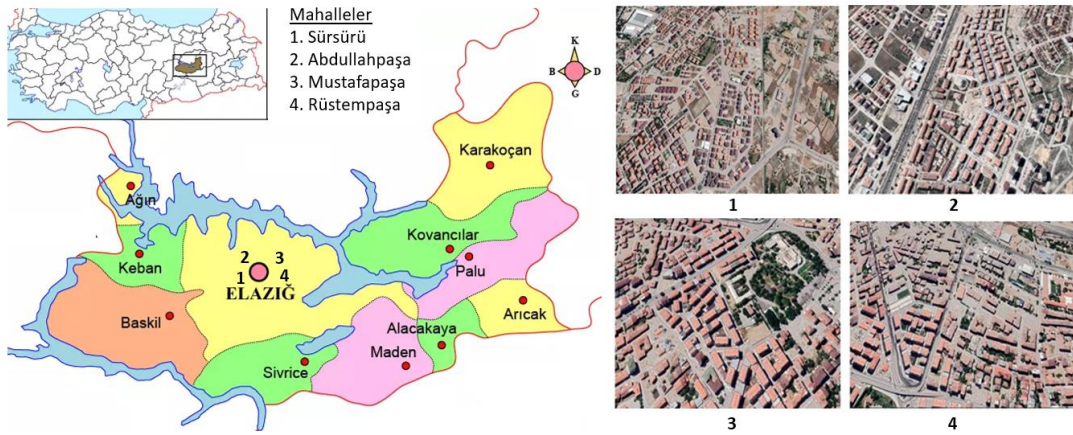 Mahalleler
1. Sürsürü
2. Abdullahpaşa
3. Mustafapaşa
4. Rüstempaşa
K
B D
G
Karakoçan
Ağın
Kovancılar
Keban
2 3
1 4
Palu
ELAZIĞ
Arıcak
Baskil
Alacakaya
Maden
Sivrice
1
2
3
4